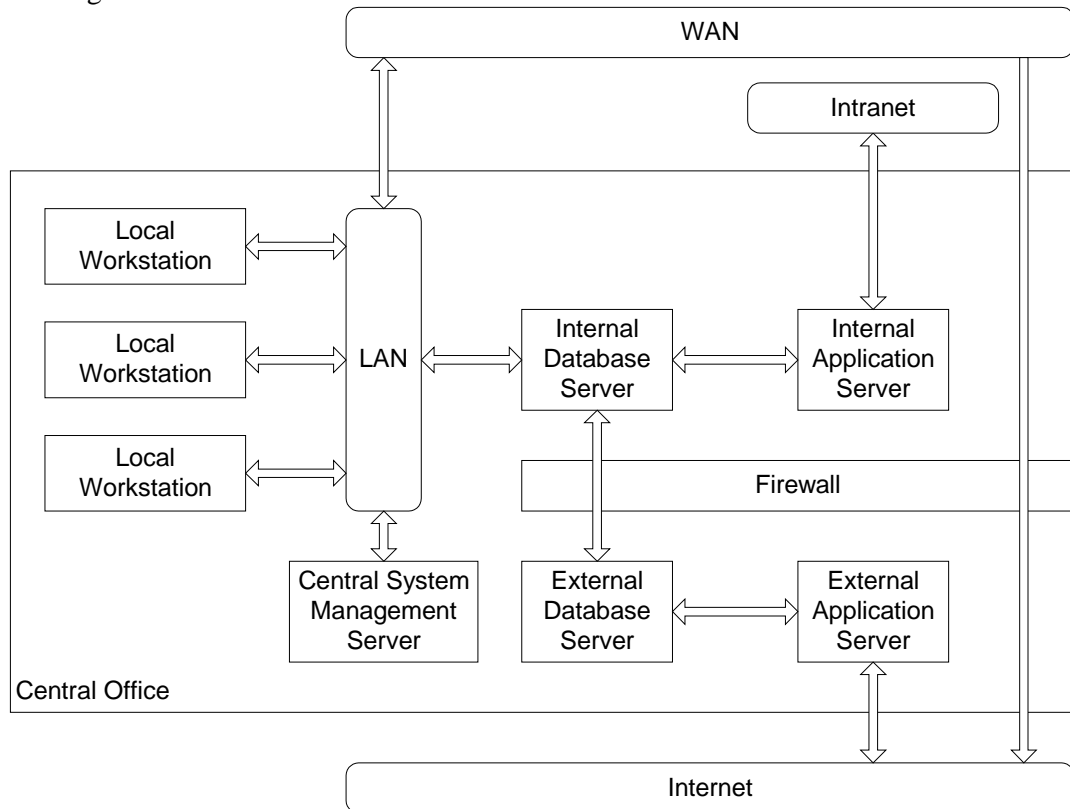 WAN
Intranet
Local
Workstation
Local
Workstation
LAN
Internal
Database
Server
Internal
Application
Server
Local
Workstation
Firewall
Central System
Management
Server
External
Database
Server
External
Application
Server
Central Office
Internet